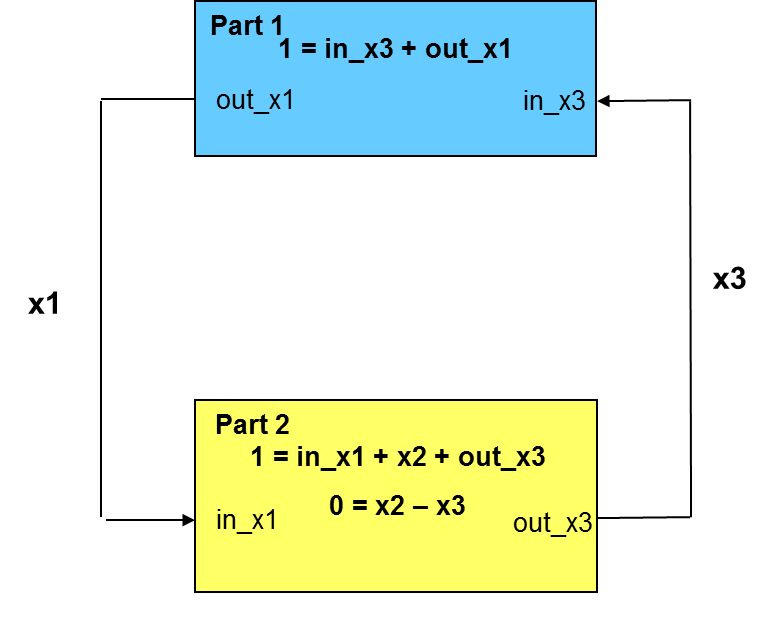 Part 1
1 = in_x3 + out_x1
out_x1 in_x3
x1
x3
Part 2
1 = in_x1 + x2 + out_x3
0 = x2 – x3
in_x1 out_x3